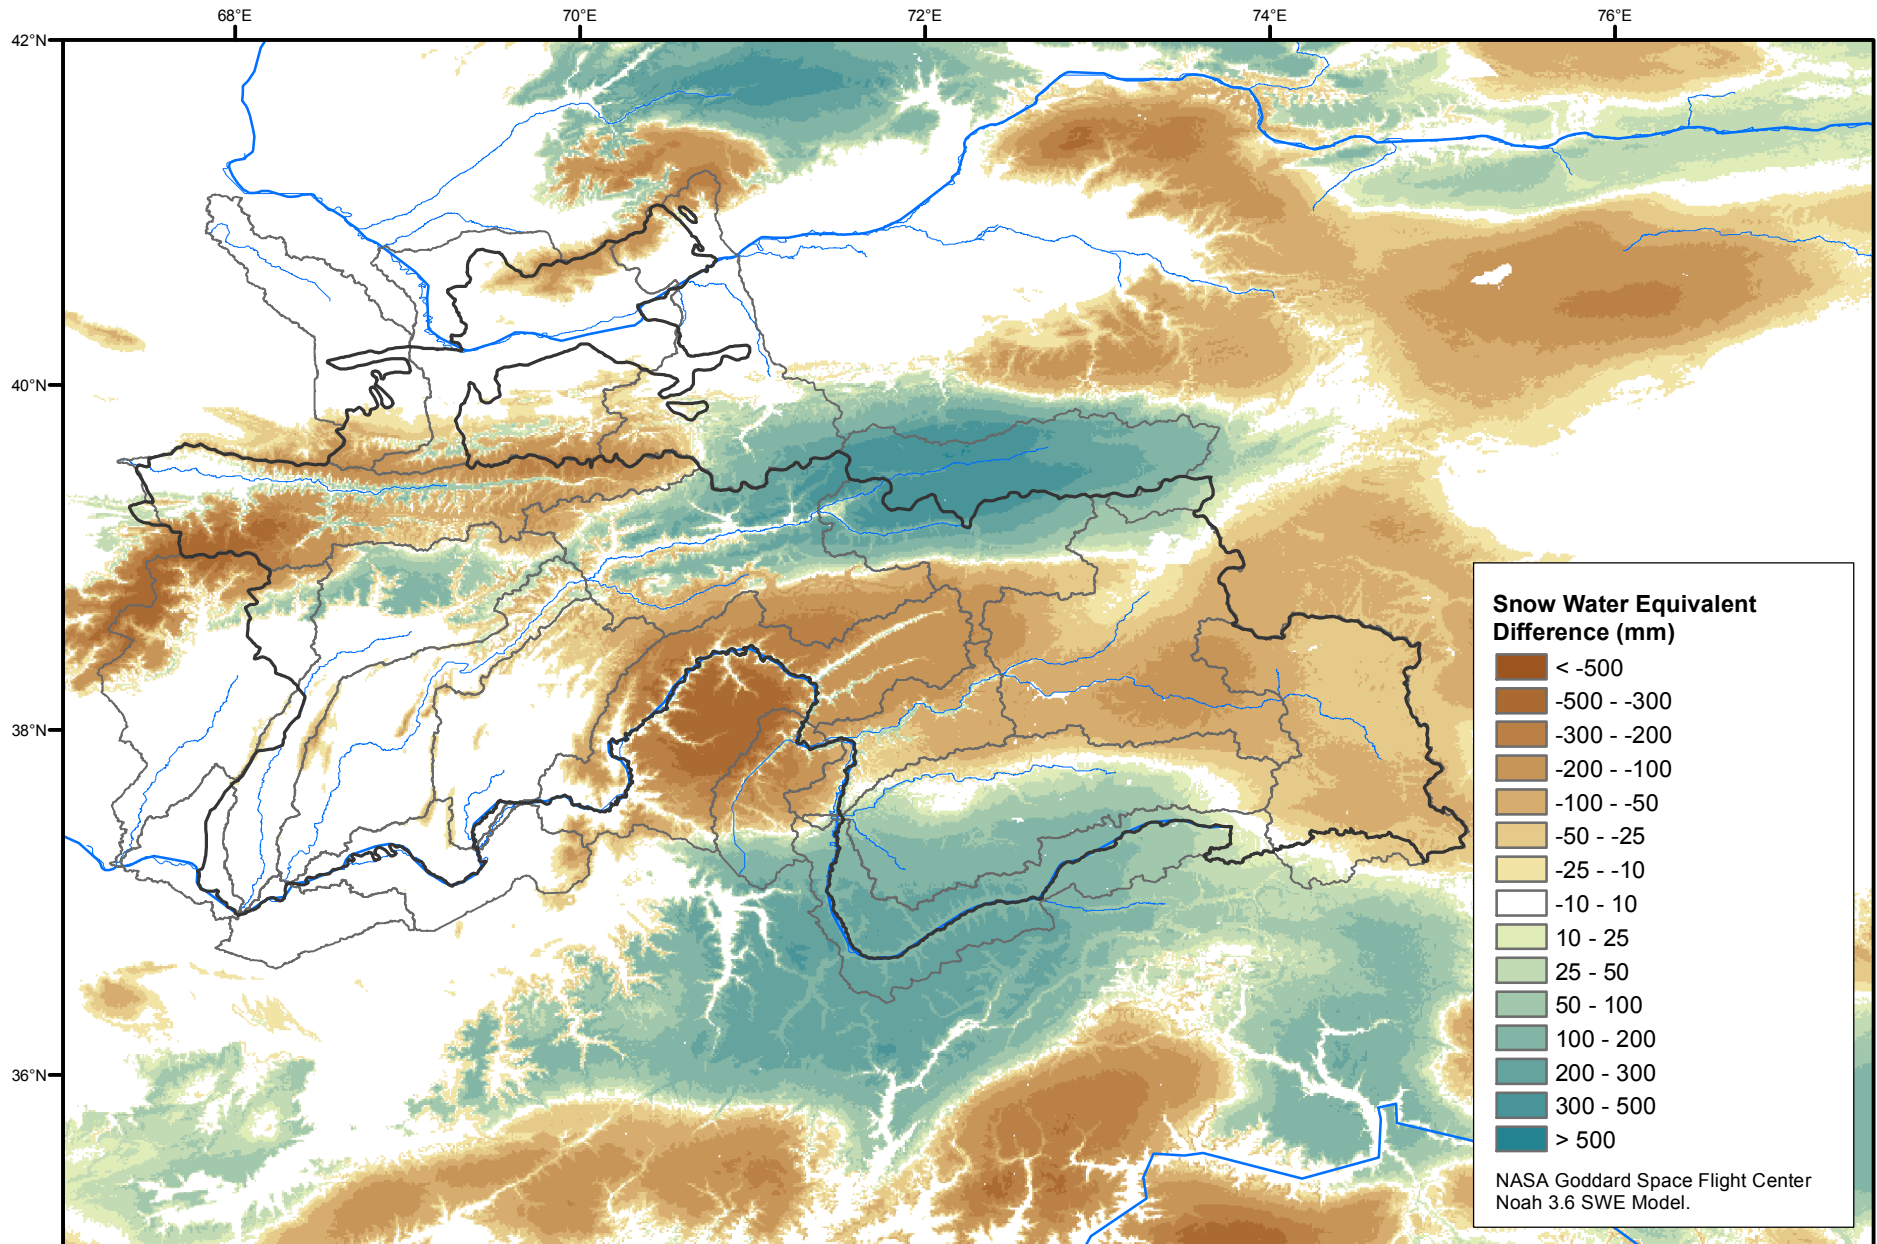 68°E
70°E
72°E
74°E
76°E
42°N
40°N
38°N
36°N
Snow Water Equivalent
Difference (mm)
< -500
-500 - -300
-300 - -200
-200 - -100
-100 - -50
-50 - -25
-25 - -10
-10 - 10
10 - 25
25 - 50
50 - 100
100 - 200
200 - 300
300 - 500
> 500
NASA Goddard Space Flight Center
Noah 3.6 SWE Model.